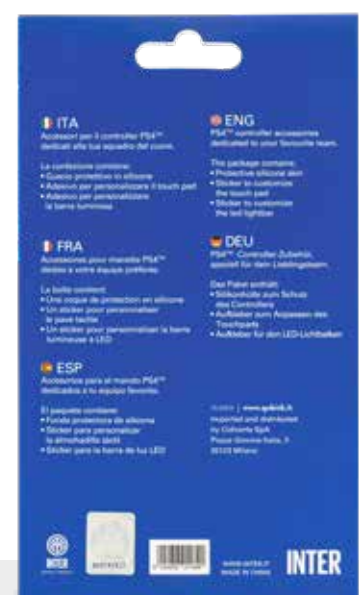 ITA
Accessori per il controller PS4™
dedicati alla tua squadra del cuore.
La confezione contiene:
• Guscio protettivo in silicone
• Adesivo per personalizzare il touch pad
• Adesivo per personalizzare
la barra luminosa
FRA
Accessoires pour manette PS4™
dédiés à votre équipe préférée.
La boîte contient:
• Une coque de protection en silicone
• Un sticker pour personnaliser
le pavé tactile
• Un sticker pour personnaliser la barre
lumineuse à LED
ESP
Accesorios para el mando PS4™
dedicados a tu equipo favorito.
El paquete contiene:
• Funda protectora de silicona
• Sticker para personalizar
la almohadilla táctil
• Sticker para la barra de luz LED
ENG
PS4™ controller accessories
dedicated to your favourite team.
The package contains:
• Protective silicone skin
• Sticker to customize
the touch pad
• Sticker to customize
the led lightbar
DEU
PS4™ Controller-Zubehör,
speziell für dein Lieblingsteam.
Das Paket enthält:
• Silikonhülle zum Schutz
des Controllers
• Aufkleber zum Anpassen des
Touchpads
• Aufkleber für den LED-Lichtbalken
Imported and distributed
by
20123 Milano
WWW.INTER.IT
MADE IN CHINA
INTER